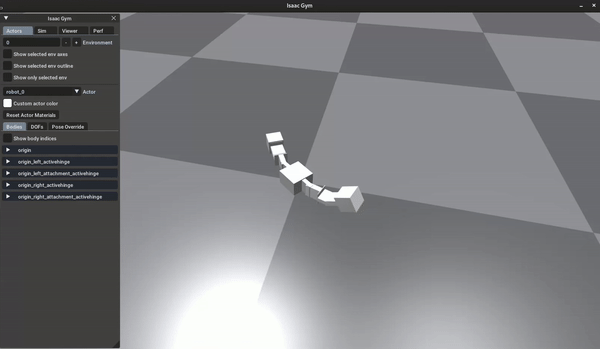 Isaac Gym
Isaac Gym
Actors Sim Viewer Perf
0 - + Environment
Show selected env axes
Show selected env outline
Show only selected env
robot_0 Actor
Custom actor color
Reset Actor Materials
Bodies DOFs Pose Override
Show body indices
origin
origin_left_activehinge
origin_left_attachment_activehinge
origin_right_activehinge
origin_right_attachment_activehinge